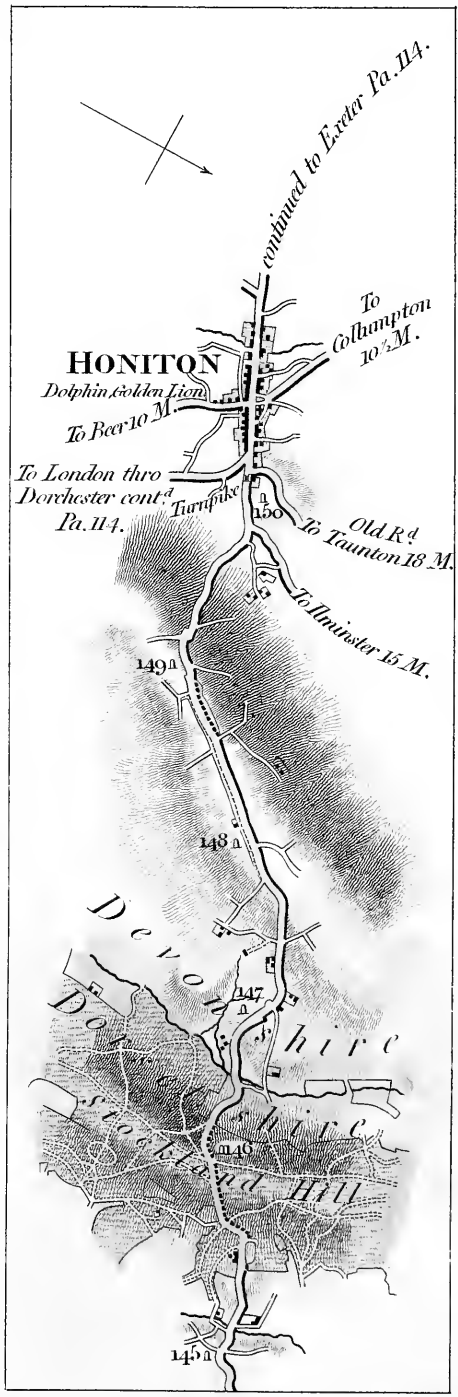 continued to Exeter Pa. 114.
To
Colhumpton
10½ M.
HONITON
Dolphin, Golden Lion
To Beer 10 M.
To London thro
Dorchester cont.d
Pa. 114.
Turnpike
150
Old R.d
To Taunton 18 M.
To Ilminster 15 M.
149
148
Devonshire
147
Dorsetshire
146
Stockland Hill
145